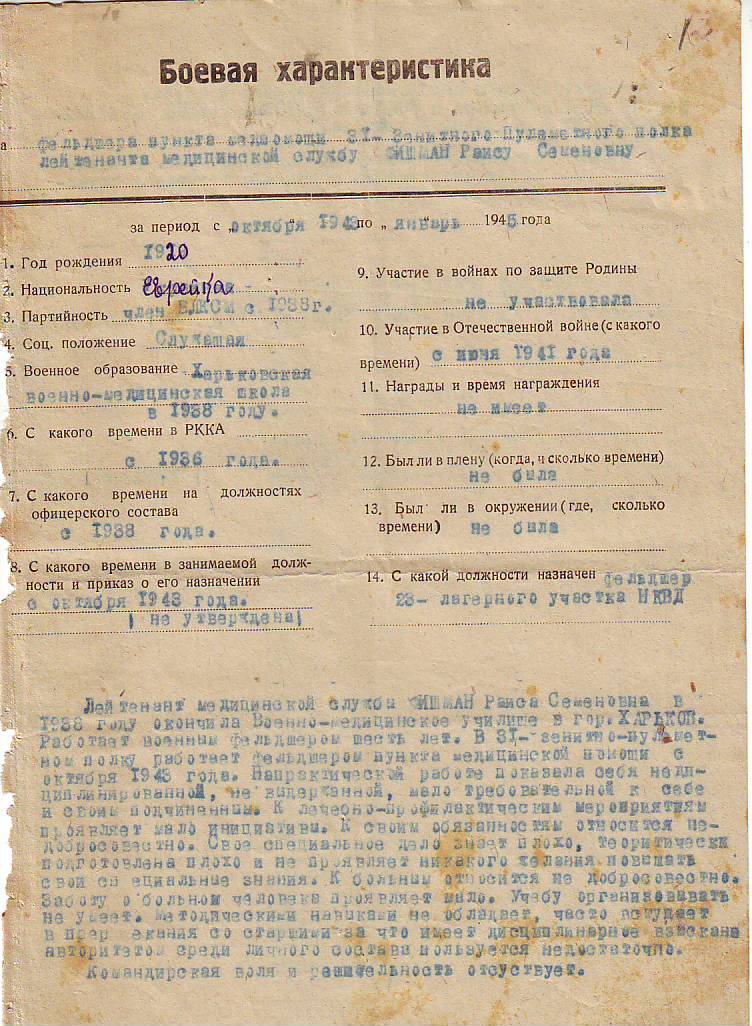 Боевая характеристика
а фельдшера пункта медпомощи 31- Зенитного Пулеметного полка
лейтенанта медицинской службу ФИШМАН Раису Семеновну
за период с „октября 1943 по „ январь 1945 года
1. Год рождения 1920
2. Национальность Еврейка
3. Партийность член ВЛКСМ с 1938г.
4. Соц. положение Служащая
5. Военное образование Харьковская
военно-медицинская школа
в 1938 году.
6. С какого времени в РККА
с 1936 года.
7. С какого времени на должностях
офицерского состава
с 1938 года.
8. С какого времени в занимаемой долж-
ности и приказ о его назначении
с октября 1943 года.
( не утверждена)
9. Участие в войнах по защите Родины
не участвовала
10. Участие в Отечественной войне (с какого
времени) с июня 1941 года
11. Награды и время награждения
не имеет
12. Был ли в плену (когда, и сколько времени)
не была
13. Был ли в окружении (где, сколько
времени) не была
14. С какой должности назначен фельдшер
23- лагерного участка НКВД
Лейтенант медицинской службы ФИШМАН Раиса Семеновна в
1938 году окончила Военно-медицинское училище в гор. ХАРЬКОВ.
Работает военным фельдшером шесть лет. В 31-зенитно-пулемет-
ном полку работает фельдшером пункта медицинской помощи с
октября 1943 года. Напрактической работе показала себя неди-
циплинированной, не выдержанной, мало требовательной к себе
и своим подчиненным. К лечебно-профилактическим мероприятиям
проявляет мало инициативы. К своим обязанностям относится не-
добросовестно. Свое специальное дело знает плохо, теоритически
подготовлена плохо и не проявляет никакого желания повышать
свои специальные знания. К больным относится не добросовестно.
Заботу о больном человека проявляет мало. Учебу организовывать
не умеет. Методическими навыками не обладает, часто вступает
в пререкания со старшими за что имеет дисциплинарное взыскание
авторитетом среди личного состава пользуется недостаточно.
Командирская воля и решительность отсуствует.